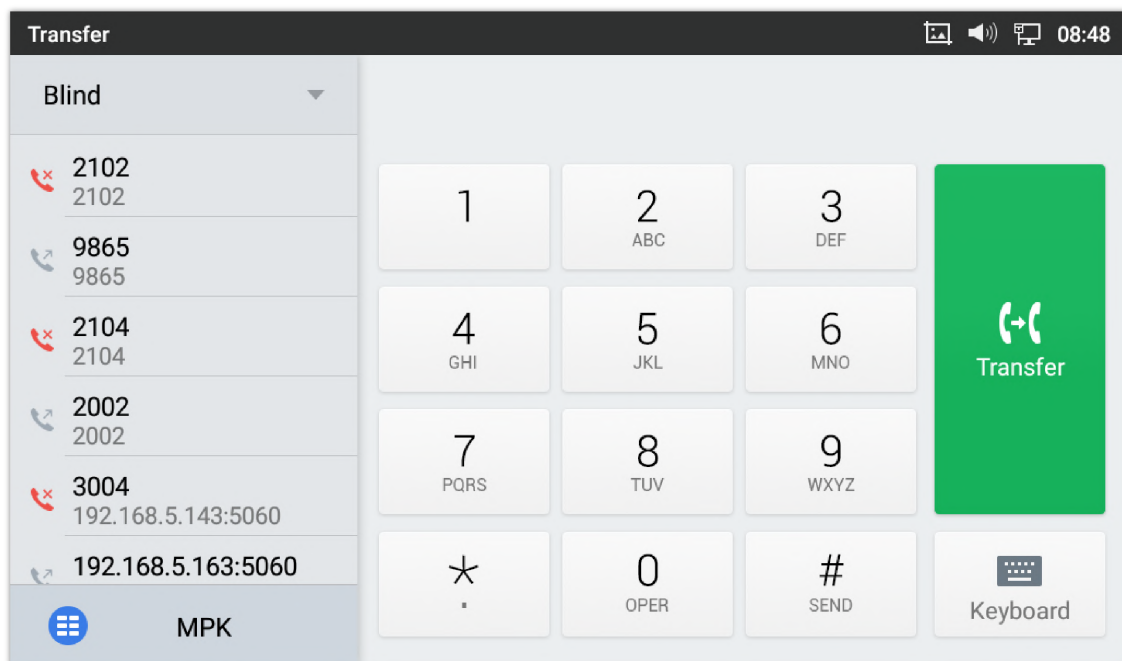 Transfer
08:48
Blind
2102
2102
9865
9865
2104
2104
2002
2002
3004
192.168.5.143:5060
192.168.5.163:5060
MPK
1
2
ABC
3
DEF
4
GHI
5
JKL
6
MNO
7
PQRS
8
TUV
9
WXYZ
*
.
0
OPER
#
SEND
Transfer
Keyboard